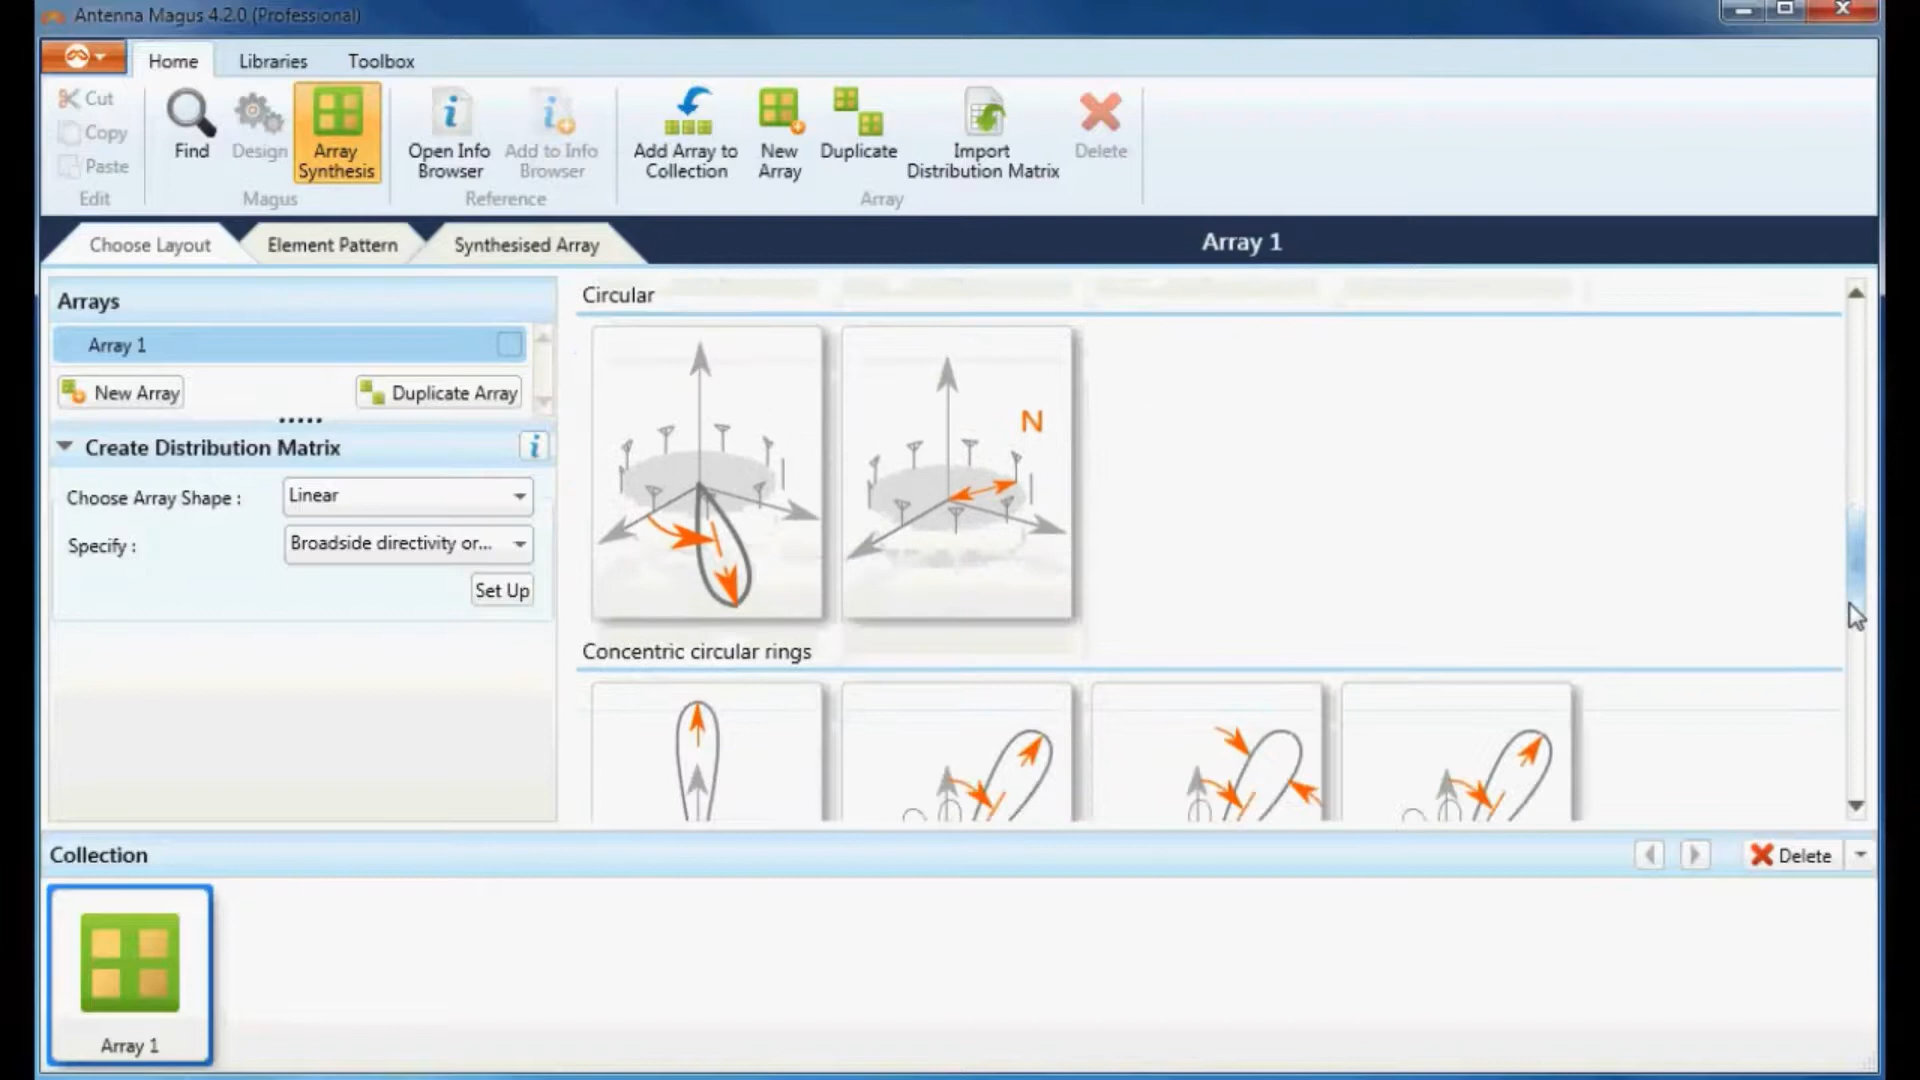 Antenna Magus 4.2.0 (Professional)
Home
Libraries
Toolbox
Cut
Copy
Paste
Edit
Find
Design
Array
Synthesis
Magus
Open Info
Browser
Add to Info
Browser
Reference
Add Array to
Collection
New
Array
Duplicate
Import
Distribution Matrix
Delete
Array
Choose Layout
Element Pattern
Synthesised Array
Array 1
Arrays
Array 1
New Array
Duplicate Array
Create Distribution Matrix
Choose Array Shape :
Linear
Specify :
Broadside directivity or...
Set Up
Circular
N
Concentric circular rings
Collection
Delete
Array 1